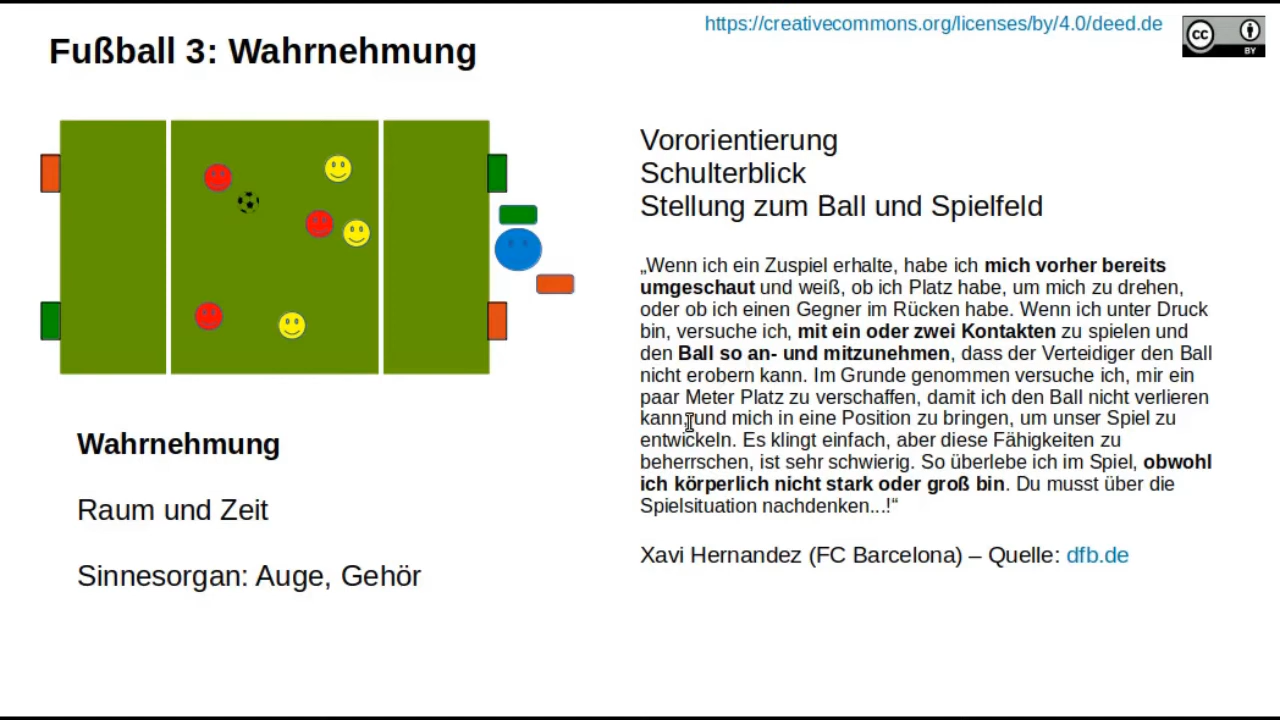 https://creativecommons.org/licenses/by/4.0/deed.de
cc
BY
Fußball 3: Wahrnehmung
Vororientierung
Schulterblick
Stellung zum Ball und Spielfeld
„Wenn ich ein Zuspiel erhalte, habe ich mich vorher bereits
umgeschaut und weiß, ob ich Platz habe, um mich zu drehen,
oder ob ich einen Gegner im Rücken habe. Wenn ich unter Druck
bin, versuche ich, mit ein oder zwei Kontakten zu spielen und
den Ball so an- und mitzunehmen, dass der Verteidiger den Ball
nicht erobern kann. Im Grunde genommen versuche ich, mir ein
paar Meter Platz zu verschaffen, damit ich den Ball nicht verlieren
kann, und mich in eine Position zu bringen, um unser Spiel zu
entwickeln. Es klingt einfach, aber diese Fähigkeiten zu
beherrschen, ist sehr schwierig. So überlebe ich im Spiel, obwohl
ich körperlich nicht stark oder groß bin. Du musst über die
Spielsituation nachdenken...!“
Xavi Hernandez (FC Barcelona) – Quelle: dfb.de
Wahrnehmung
Raum und Zeit
Sinnesorgan: Auge, Gehör